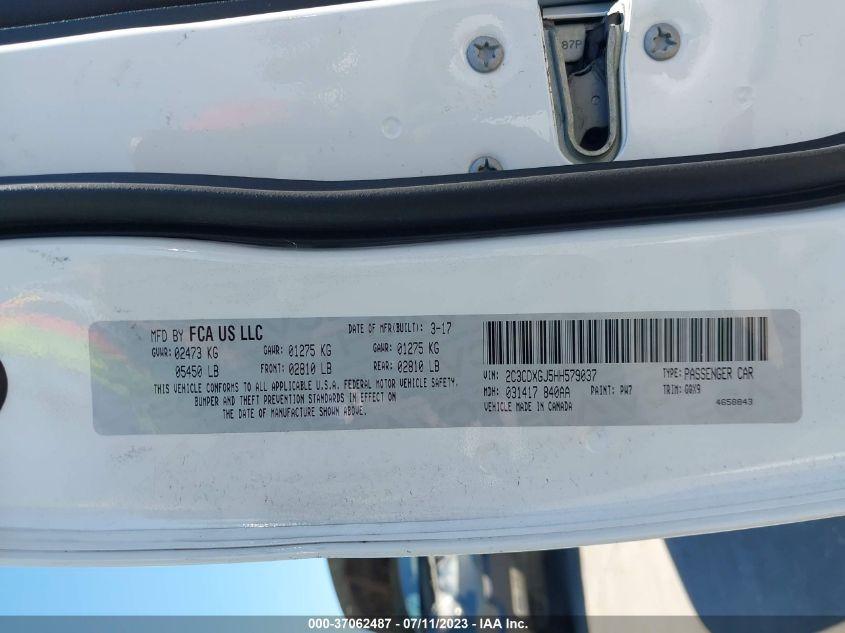 87P
MFD BY FCA US LLC DATE OF MFR(BUILT): 3-17
GVWR: 02473 KG GAWR: 01275 KG GAWR: 01275 KG
05450 LB FRONT: 02810 LB REAR: 02810 LB
THIS VEHICLE CONFORMS TO ALL APPLICABLE U.S.A. FEDERAL MOTOR VEHICLE SAFETY,
BUMPER AND THEFT PREVENTION STANDARDS IN EFFECT ON
THE DATE OF MANUFACTURE SHOWN ABOVE.
VIN: 2C3CDXGJ5HH579037 TYPE: PASSENGER CAR
MDH: 031417 840AA PAINT: PW7 TRIM: GRX9
VEHICLE MADE IN CANADA 4658843
000-37062487 - 07/11/2023 - IAA Inc.